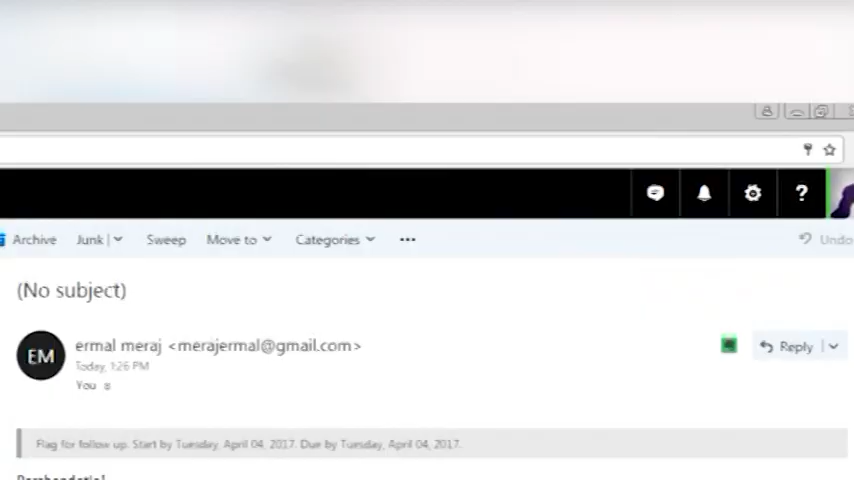 Archive Junk Sweep Move to Categories ••• Undo
(No subject)
EM
ermal meraj <merajermal@gmail.com>
Reply
Today, 1:26 PM
You
Flag for follow up. Start by Tuesday, April 04, 2017. Due by Tuesday, April 04, 2017.